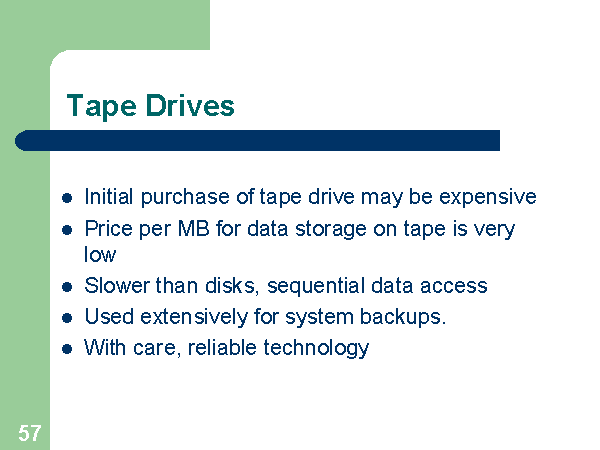 Tape Drives
● Initial purchase of tape drive may be expensive
● Price per MB for data storage on tape is very
low
● Slower than disks, sequential data access
● Used extensively for system backups.
● With care, reliable technology
57